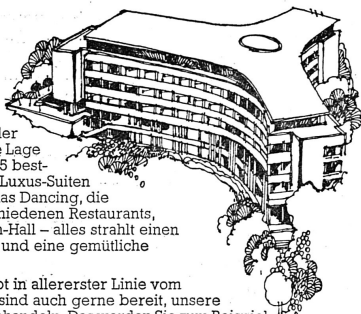 der
Lage
5 best-
Luxus-Suiten
as Dancing, die
hiedenen Restaurants,
n-Hall – alles strahlt einen
und eine gemütliche
bt in allererster Linie vom
sind auch gerne bereit, unsere